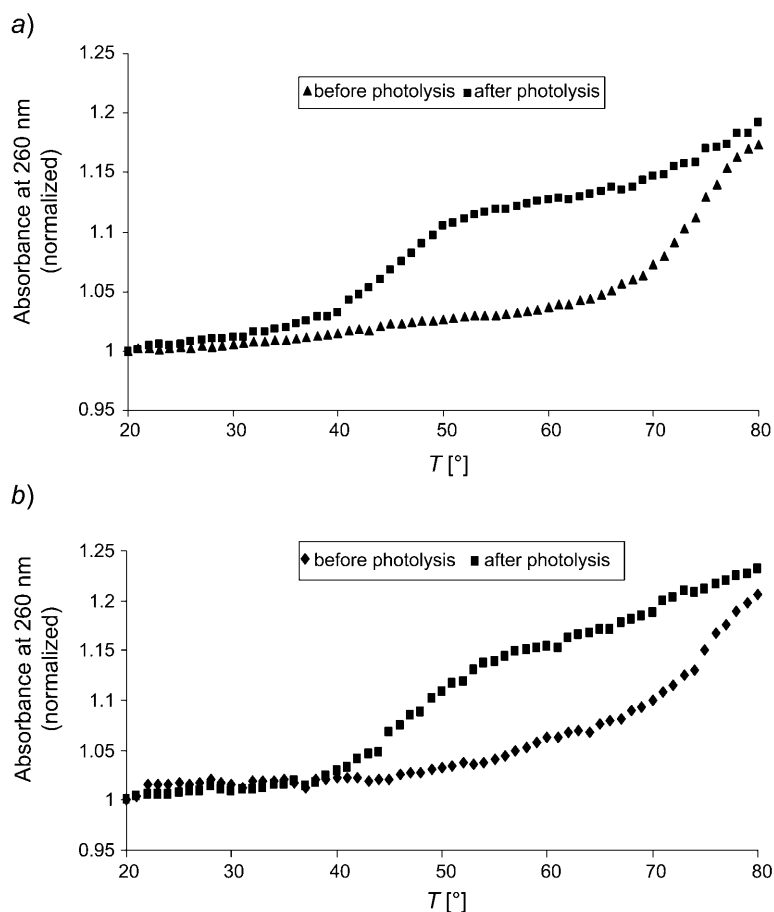 a)
1.25
1.2
1.15
1.1
1.05
1
0.95
Absorbance at 260 nm
(normalized)
▲ before photolysis ■ after photolysis
20 30 40 50 60 70 80
T [°]
b)
1.25
1.2
1.15
1.1
1.05
1
0.95
Absorbance at 260 nm
(normalized)
◆ before photolysis ■ after photolysis
20 30 40 50 60 70 80
T [°]